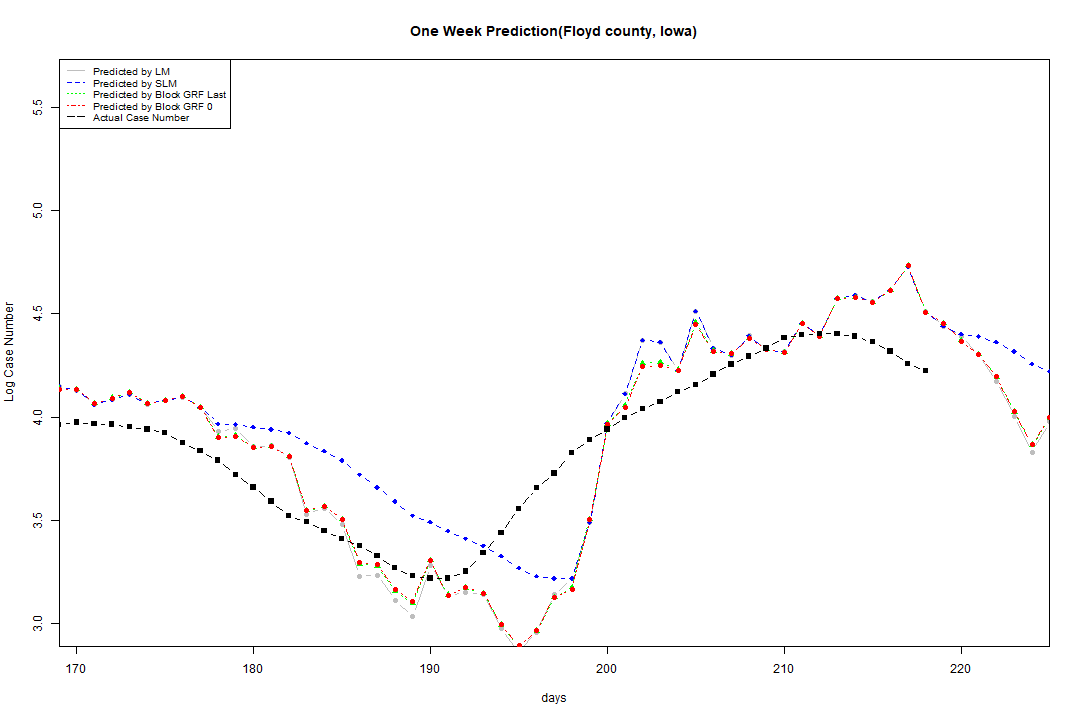 One Week Prediction(Floyd county, Iowa)
Predicted by LM
Predicted by SLM
Predicted by Block GRF Last
Predicted by Block GRF 0
Actual Case Number
5.5
5.0
4.5
4.0
3.5
3.0
Log Case Number
170 180 190 200 210 220
days